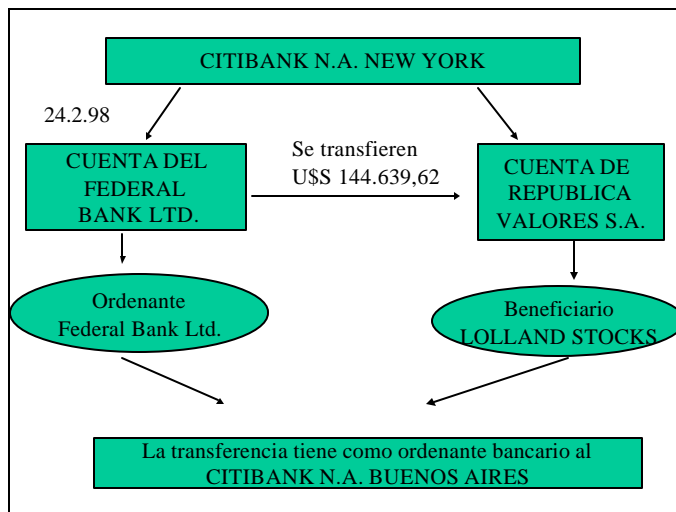 CITIBANK N.A. NEW YORK
24.2.98
CUENTA DEL
FEDERAL
BANK LTD.
Se transfieren
U$S 144.639,62
CUENTA DE
REPUBLICA
VALORES S.A.
Ordenante
Federal Bank Ltd.
Beneficiario
LOLLAND STOCKS
La transferencia tiene como ordenante bancario al
CITIBANK N.A. BUENOS AIRES